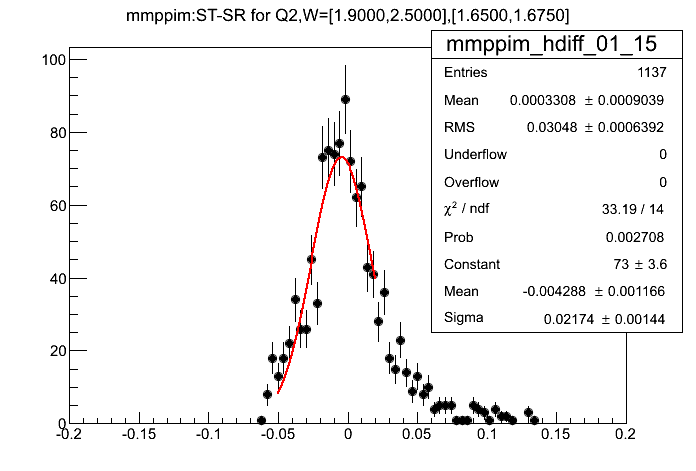 mmppim:ST-SR for Q2,W=[1.9000,2.5000],[1.6500,1.6750]
mmppim_hdiff_01_15
Entries 1137
Mean 0.0003308 ± 0.0009039
RMS 0.03048 ± 0.0006392
Underflow 0
Overflow 0
χ² / ndf 33.19 / 14
Prob 0.002708
Constant 73 ± 3.6
Mean -0.004288 ± 0.001166
Sigma 0.02174 ± 0.00144
100
80
60
40
20
0
-0.2 -0.15 -0.1 -0.05 0 0.05 0.1 0.15 0.2